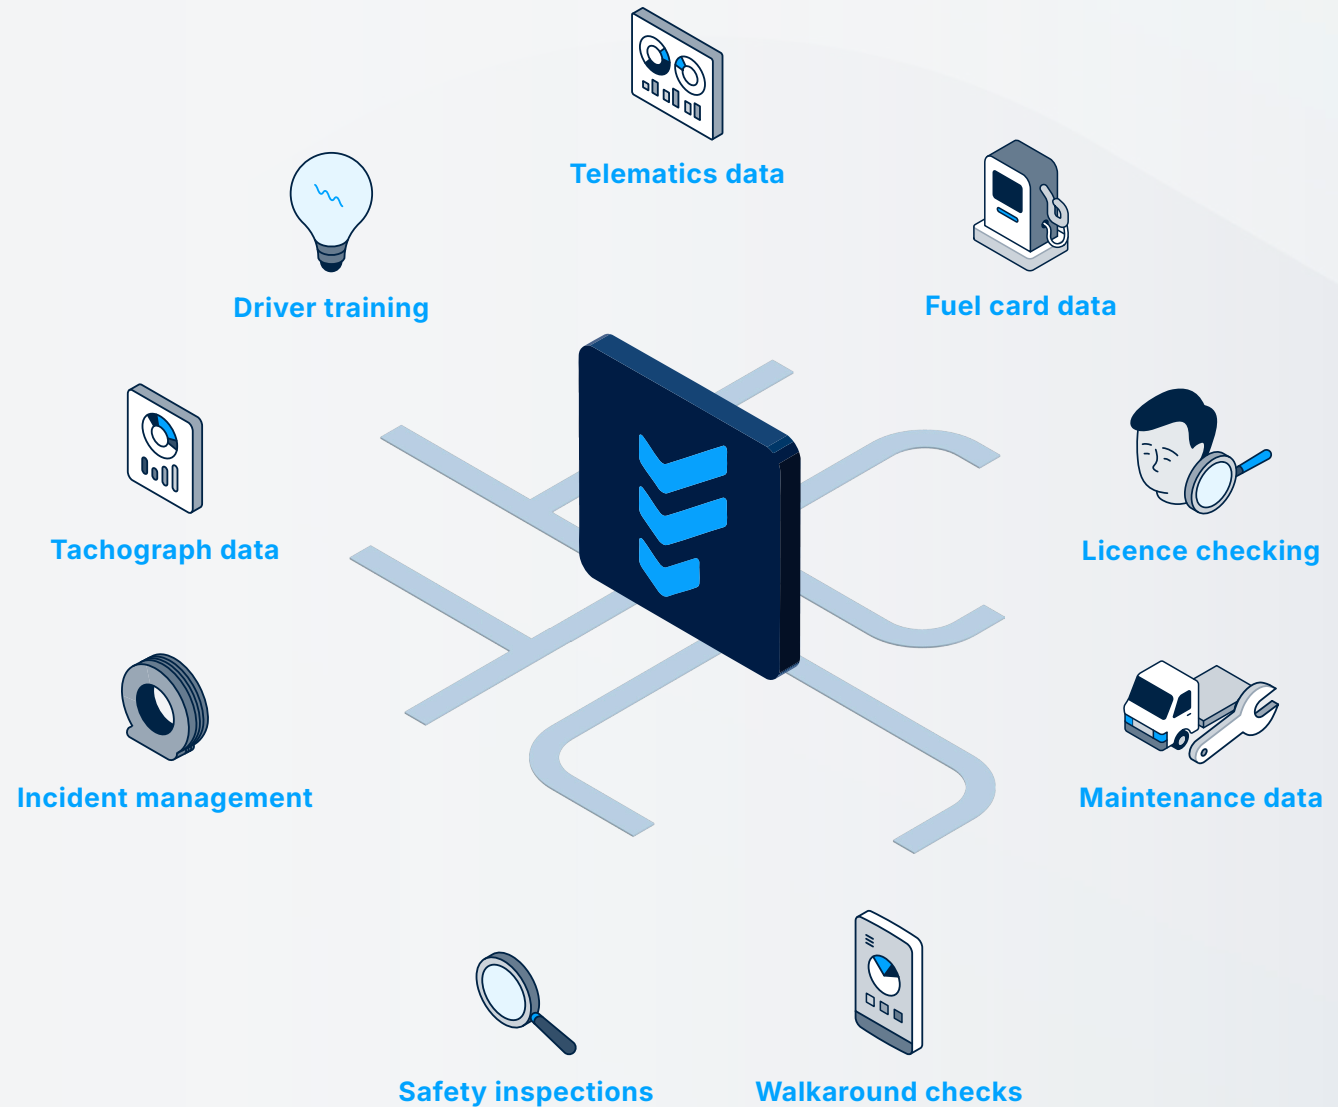 Telematics data
Driver training
Fuel card data
Tachograph data
Licence checking
Incident management
Maintenance data
Safety inspections
Walkaround checks